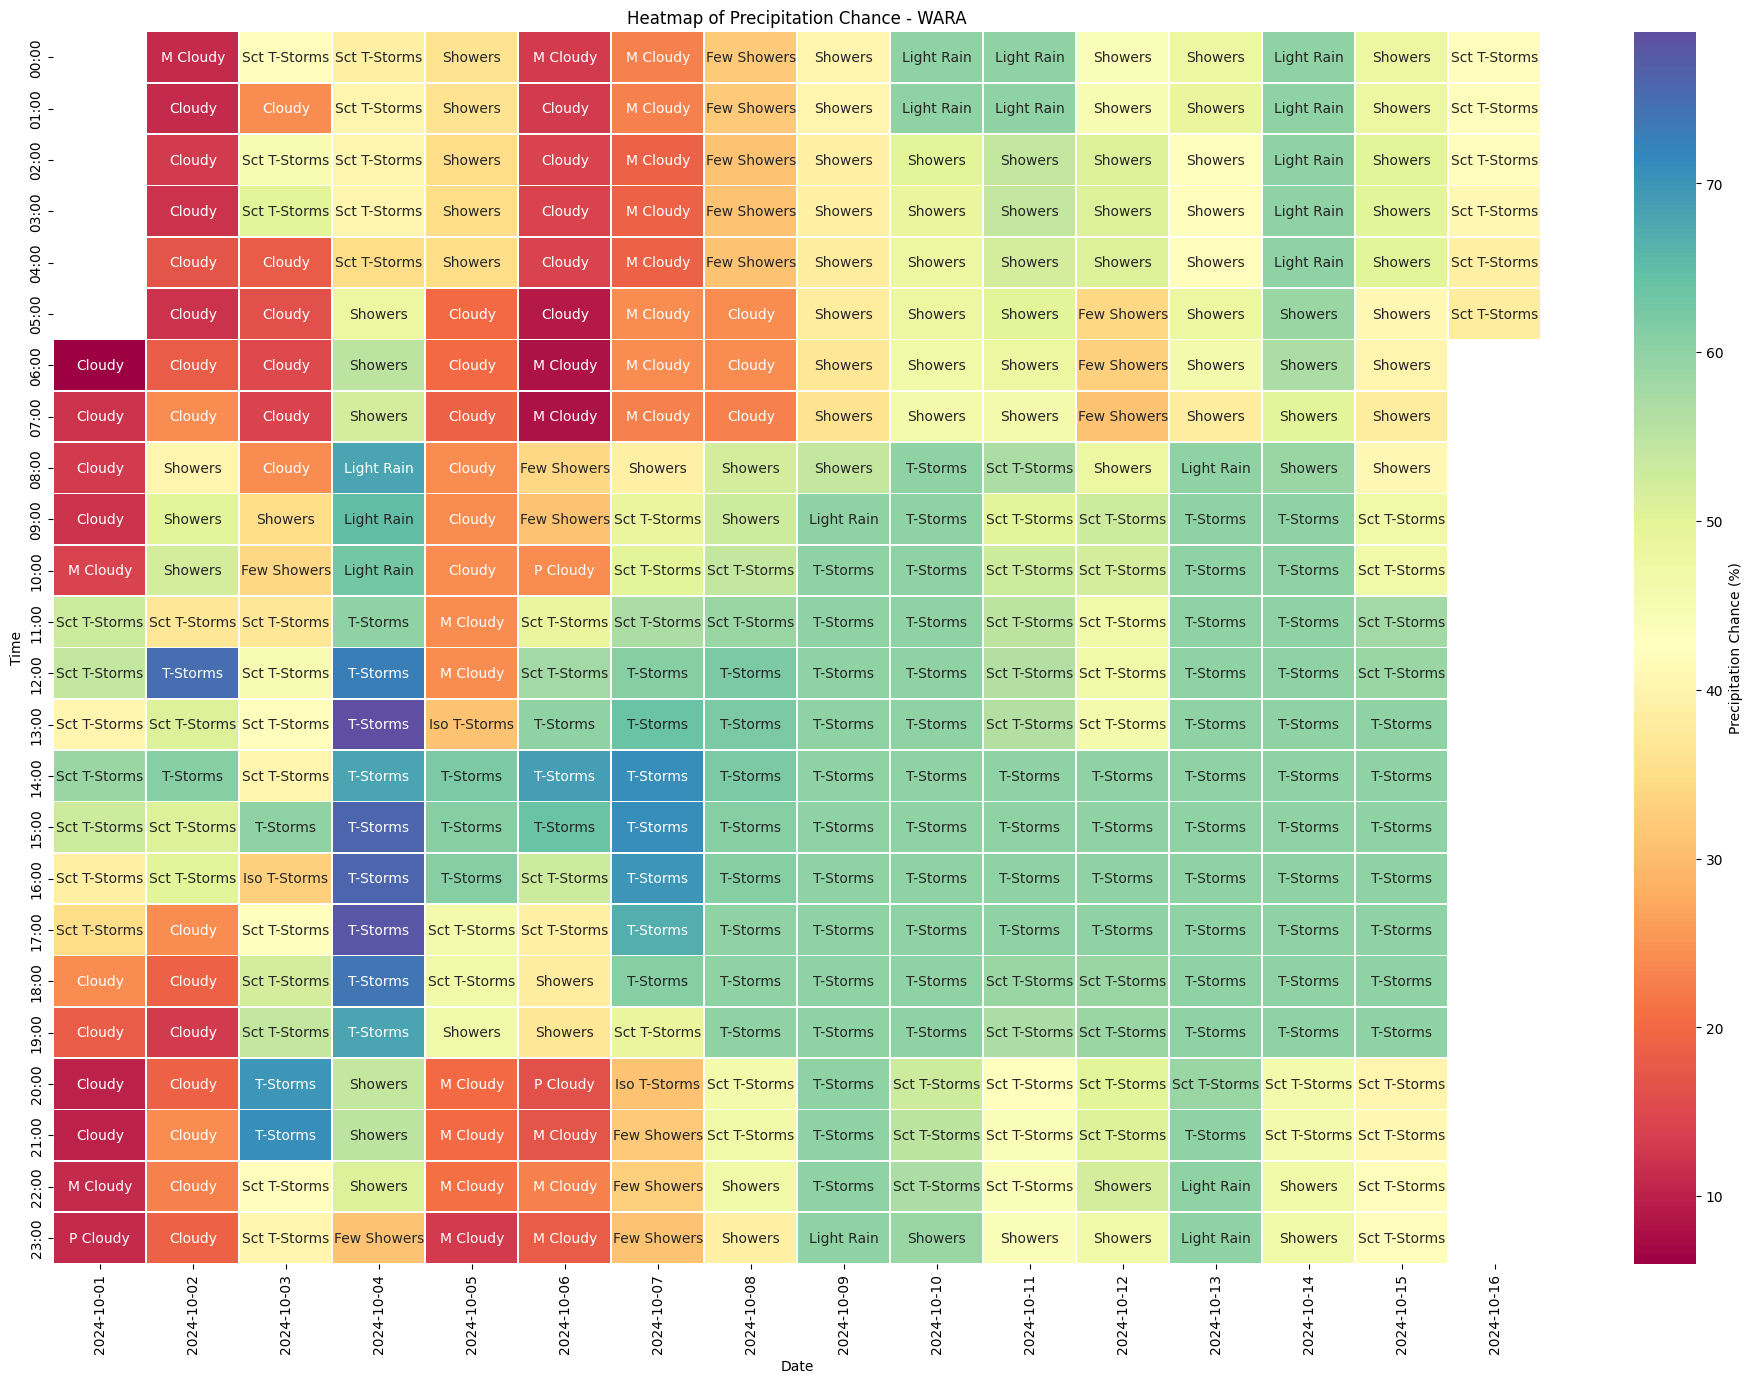 Heatmap of Precipitation Chance - WARA
00:00 M Cloudy Sct T-Storms Sct T-Storms Showers M Cloudy M Cloudy Few Showers Showers Light Rain Light Rain Showers Showers Light Rain Showers Sct T-Storms
01:00 Cloudy Cloudy Sct T-Storms Showers Cloudy M Cloudy Few Showers Showers Light Rain Light Rain Showers Showers Light Rain Showers Sct T-Storms
02:00 Cloudy Sct T-Storms Sct T-Storms Showers Cloudy M Cloudy Few Showers Showers Showers Showers Showers Showers Light Rain Showers Sct T-Storms
03:00 Cloudy Sct T-Storms Sct T-Storms Showers Cloudy M Cloudy Few Showers Showers Showers Showers Showers Showers Light Rain Showers Sct T-Storms
04:00 Cloudy Cloudy Sct T-Storms Showers Cloudy M Cloudy Few Showers Showers Showers Showers Showers Showers Light Rain Showers Sct T-Storms
05:00 Cloudy Cloudy Showers Cloudy Cloudy M Cloudy Cloudy Showers Showers Showers Few Showers Showers Showers Showers Sct T-Storms
06:00 Cloudy Cloudy Cloudy Showers Cloudy M Cloudy M Cloudy Cloudy Showers Showers Showers Few Showers Showers Showers Showers
07:00 Cloudy Cloudy Cloudy Showers Cloudy M Cloudy M Cloudy Cloudy Showers Showers Showers Few Showers Showers Showers Showers
08:00 Cloudy Showers Cloudy Light Rain Cloudy Few Showers Showers Showers Showers T-Storms Sct T-Storms Showers Light Rain Showers Showers
09:00 Cloudy Showers Showers Light Rain Cloudy Few Showers Sct T-Storms Showers Light Rain T-Storms Sct T-Storms Sct T-Storms T-Storms T-Storms Sct T-Storms
10:00 M Cloudy Showers Few Showers Light Rain Cloudy P Cloudy Sct T-Storms Sct T-Storms T-Storms T-Storms Sct T-Storms Sct T-Storms T-Storms T-Storms Sct T-Storms
11:00 Sct T-Storms Sct T-Storms Sct T-Storms T-Storms M Cloudy Sct T-Storms Sct T-Storms Sct T-Storms T-Storms T-Storms Sct T-Storms Sct T-Storms T-Storms T-Storms Sct T-Storms
12:00 Sct T-Storms T-Storms Sct T-Storms T-Storms M Cloudy Sct T-Storms T-Storms T-Storms T-Storms T-Storms Sct T-Storms Sct T-Storms T-Storms T-Storms Sct T-Storms
13:00 Sct T-Storms Sct T-Storms Sct T-Storms T-Storms Iso T-Storms T-Storms T-Storms T-Storms T-Storms T-Storms Sct T-Storms Sct T-Storms T-Storms T-Storms T-Storms
14:00 Sct T-Storms T-Storms Sct T-Storms T-Storms T-Storms T-Storms T-Storms T-Storms T-Storms T-Storms T-Storms T-Storms T-Storms T-Storms T-Storms
15:00 Sct T-Storms Sct T-Storms T-Storms T-Storms T-Storms T-Storms T-Storms T-Storms T-Storms T-Storms T-Storms T-Storms T-Storms T-Storms T-Storms
16:00 Sct T-Storms Sct T-Storms Iso T-Storms T-Storms T-Storms Sct T-Storms T-Storms T-Storms T-Storms T-Storms T-Storms T-Storms T-Storms T-Storms T-Storms
17:00 Sct T-Storms Cloudy Sct T-Storms T-Storms Sct T-Storms Sct T-Storms T-Storms T-Storms T-Storms T-Storms T-Storms T-Storms T-Storms T-Storms T-Storms
18:00 Cloudy Cloudy Sct T-Storms T-Storms Sct T-Storms Showers T-Storms T-Storms T-Storms T-Storms Sct T-Storms Sct T-Storms T-Storms T-Storms T-Storms
19:00 Cloudy Cloudy Sct T-Storms T-Storms Showers Showers Sct T-Storms T-Storms T-Storms T-Storms Sct T-Storms Sct T-Storms T-Storms T-Storms T-Storms
20:00 Cloudy Cloudy T-Storms Showers M Cloudy P Cloudy Iso T-Storms Sct T-Storms T-Storms Sct T-Storms Sct T-Storms Sct T-Storms Sct T-Storms Sct T-Storms Sct T-Storms
21:00 Cloudy Cloudy T-Storms Showers M Cloudy M Cloudy Few Showers Sct T-Storms T-Storms Sct T-Storms Sct T-Storms Sct T-Storms T-Storms Sct T-Storms Sct T-Storms
22:00 M Cloudy Cloudy Sct T-Storms Showers M Cloudy M Cloudy Few Showers Showers T-Storms Sct T-Storms Sct T-Storms Showers Light Rain Showers Sct T-Storms
23:00 P Cloudy Cloudy Sct T-Storms Few Showers M Cloudy M Cloudy Few Showers Showers Light Rain Showers Showers Showers Light Rain Showers Sct T-Storms
Time
2024-10-01 2024-10-02 2024-10-03 2024-10-04 2024-10-05 2024-10-06 2024-10-07 2024-10-08 2024-10-09 2024-10-10 2024-10-11 2024-10-12 2024-10-13 2024-10-14 2024-10-15 2024-10-16
Date
70
60
50
40
30
20
10
Precipitation Chance (%)